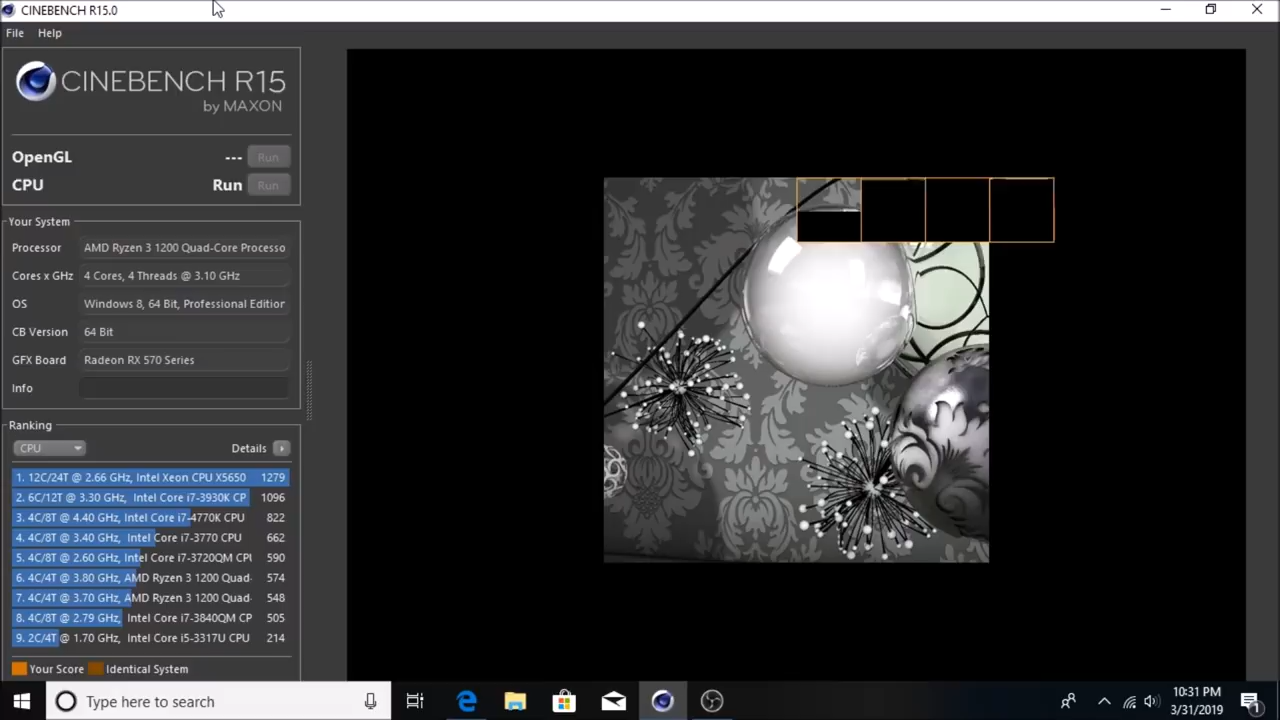 CINEBENCH R15.0
File Help
CINEBENCH R15
by MAXON
OpenGL --- Run
CPU Run Run
Your System
Processor AMD Ryzen 3 1200 Quad-Core Processo
Cores x GHz 4 Cores, 4 Threads @ 3.10 GHz
OS Windows 8, 64 Bit, Professional Edition
CB Version 64 Bit
GFX Board Radeon RX 570 Series
Info
Ranking
CPU Details
1. 12C/24T @ 2.66 GHz, Intel Xeon CPU X5650 1279
2. 6C/12T @ 3.30 GHz, Intel Core i7-3930K CP 1096
3. 4C/8T @ 4.40 GHz, Intel Core i7-4770K CPU 822
4. 4C/8T @ 3.40 GHz, Intel Core i7-3770 CPU 662
5. 4C/8T @ 2.60 GHz, Intel Core i7-3720QM CPU 590
6. 4C/4T @ 3.80 GHz, AMD Ryzen 3 1200 Quad- 574
7. 4C/4T @ 3.70 GHz, AMD Ryzen 3 1200 Quad- 548
8. 4C/8T @ 2.79 GHz, Intel Core i7-3840QM CP 505
9. 2C/4T @ 1.70 GHz, Intel Core i5-3317U CPU 214
Your Score Identical System
Type here to search
10:31 PM
3/31/2019
1